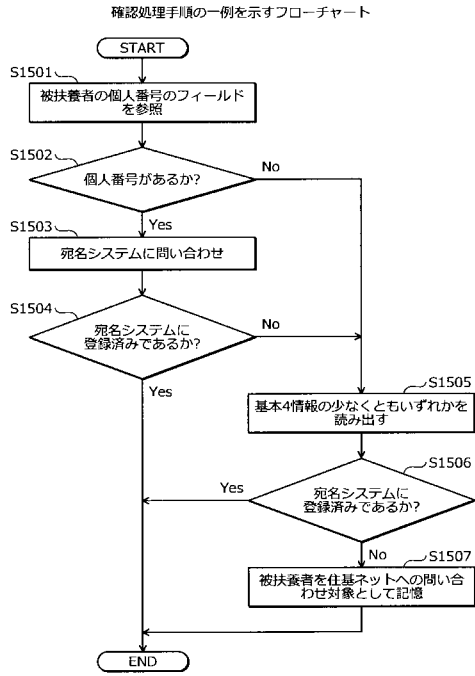 確認処理手順の一例を示すフローチャート
START
S1501
被扶養者の個人番号のフィールド
を参照
S1502
個人番号があるか?
No
Yes
S1503
宛名システムに問い合わせ
S1504
宛名システムに
登録済みであるか?
No
Yes
S1505
基本4情報の少なくともいずれかを
読み出す
S1506
宛名システムに
登録済みであるか?
Yes
No
S1507
被扶養者を住基ネットへの問い合
わせ対象として記憶
END